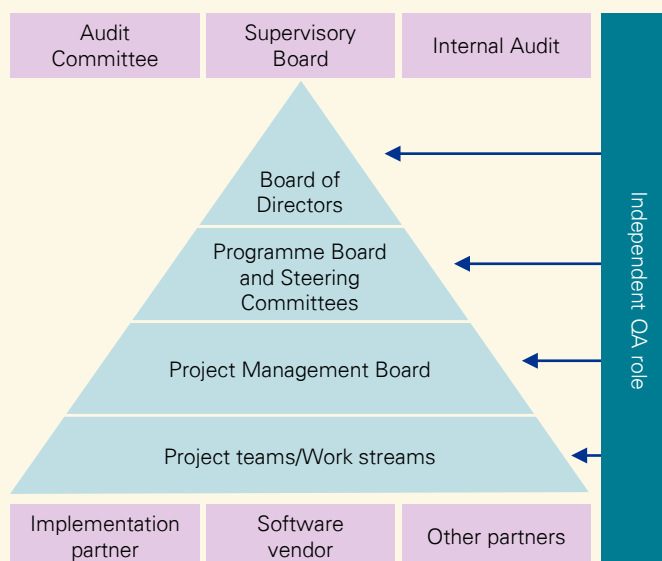 Audit
Committee
Supervisory
Board
Internal Audit
Board of
Directors
Programme Board
and Steering
Committees
Project Management Board
Project teams/Work streams
Independent QA role
Implementation
partner
Software
vendor
Other partners